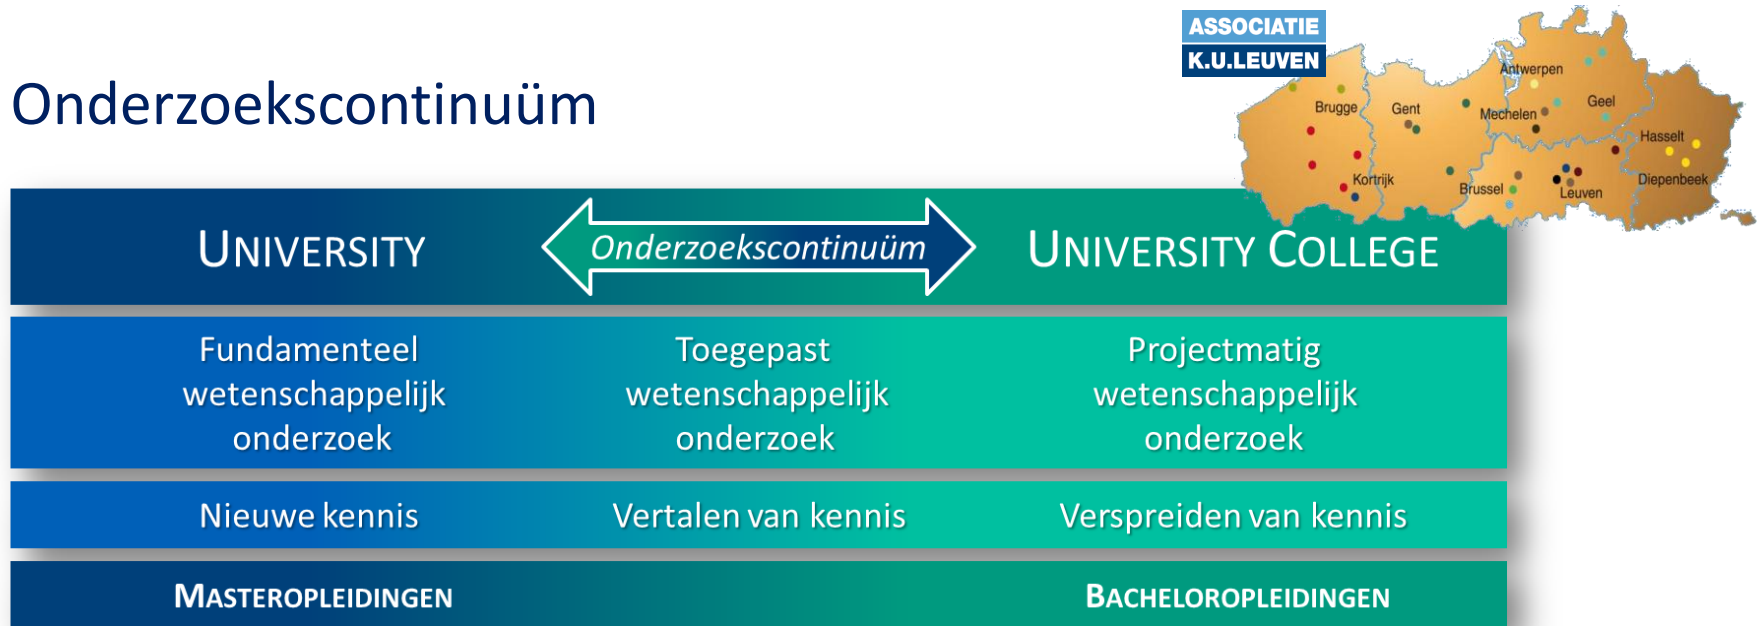 ASSOCIATIE
K.U.LEUVEN
Onderzoekscontinuüm
Antwerpen
Brugge
Gent
Mechelen
Geel
Hasselt
Kortrijk
Brussel
Leuven
Diepenbeek
UNIVERSITY
Onderzoekscontinuüm
UNIVERSITY COLLEGE
Fundamenteel
wetenschappelijk
onderzoek
Toegepast
wetenschappelijk
onderzoek
Projectmatig
wetenschappelijk
onderzoek
Nieuwe kennis
Vertalen van kennis
Verspreiden van kennis
MASTEROPLEIDINGEN
BACHELOROPLEIDINGEN